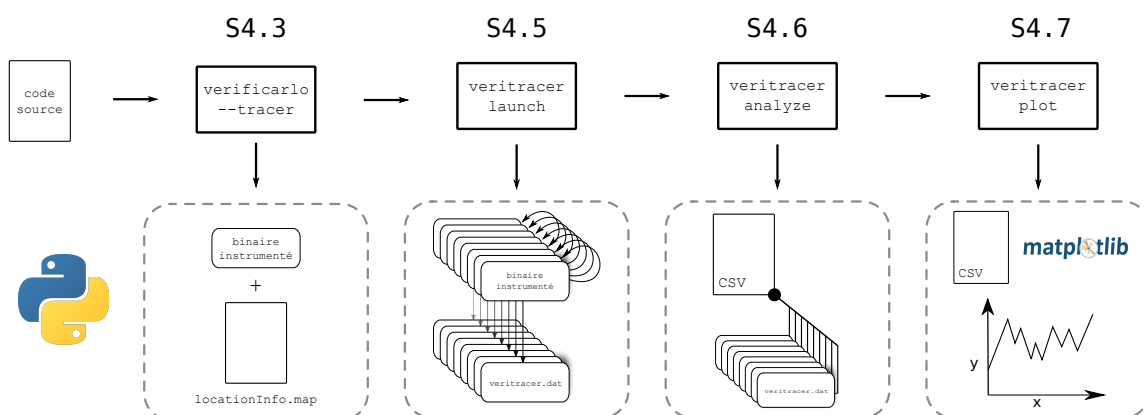 S4.3
S4.5
S4.6
S4.7
code
source
verificarlo
--tracer
veritracer
launch
veritracer
analyze
veritracer
plot
binaire
instrumenté
+
locationInfo.map
binaire
instrumenté
veritracer.dat
CSV
veritracer.dat
CSV
matplotlib
y
x